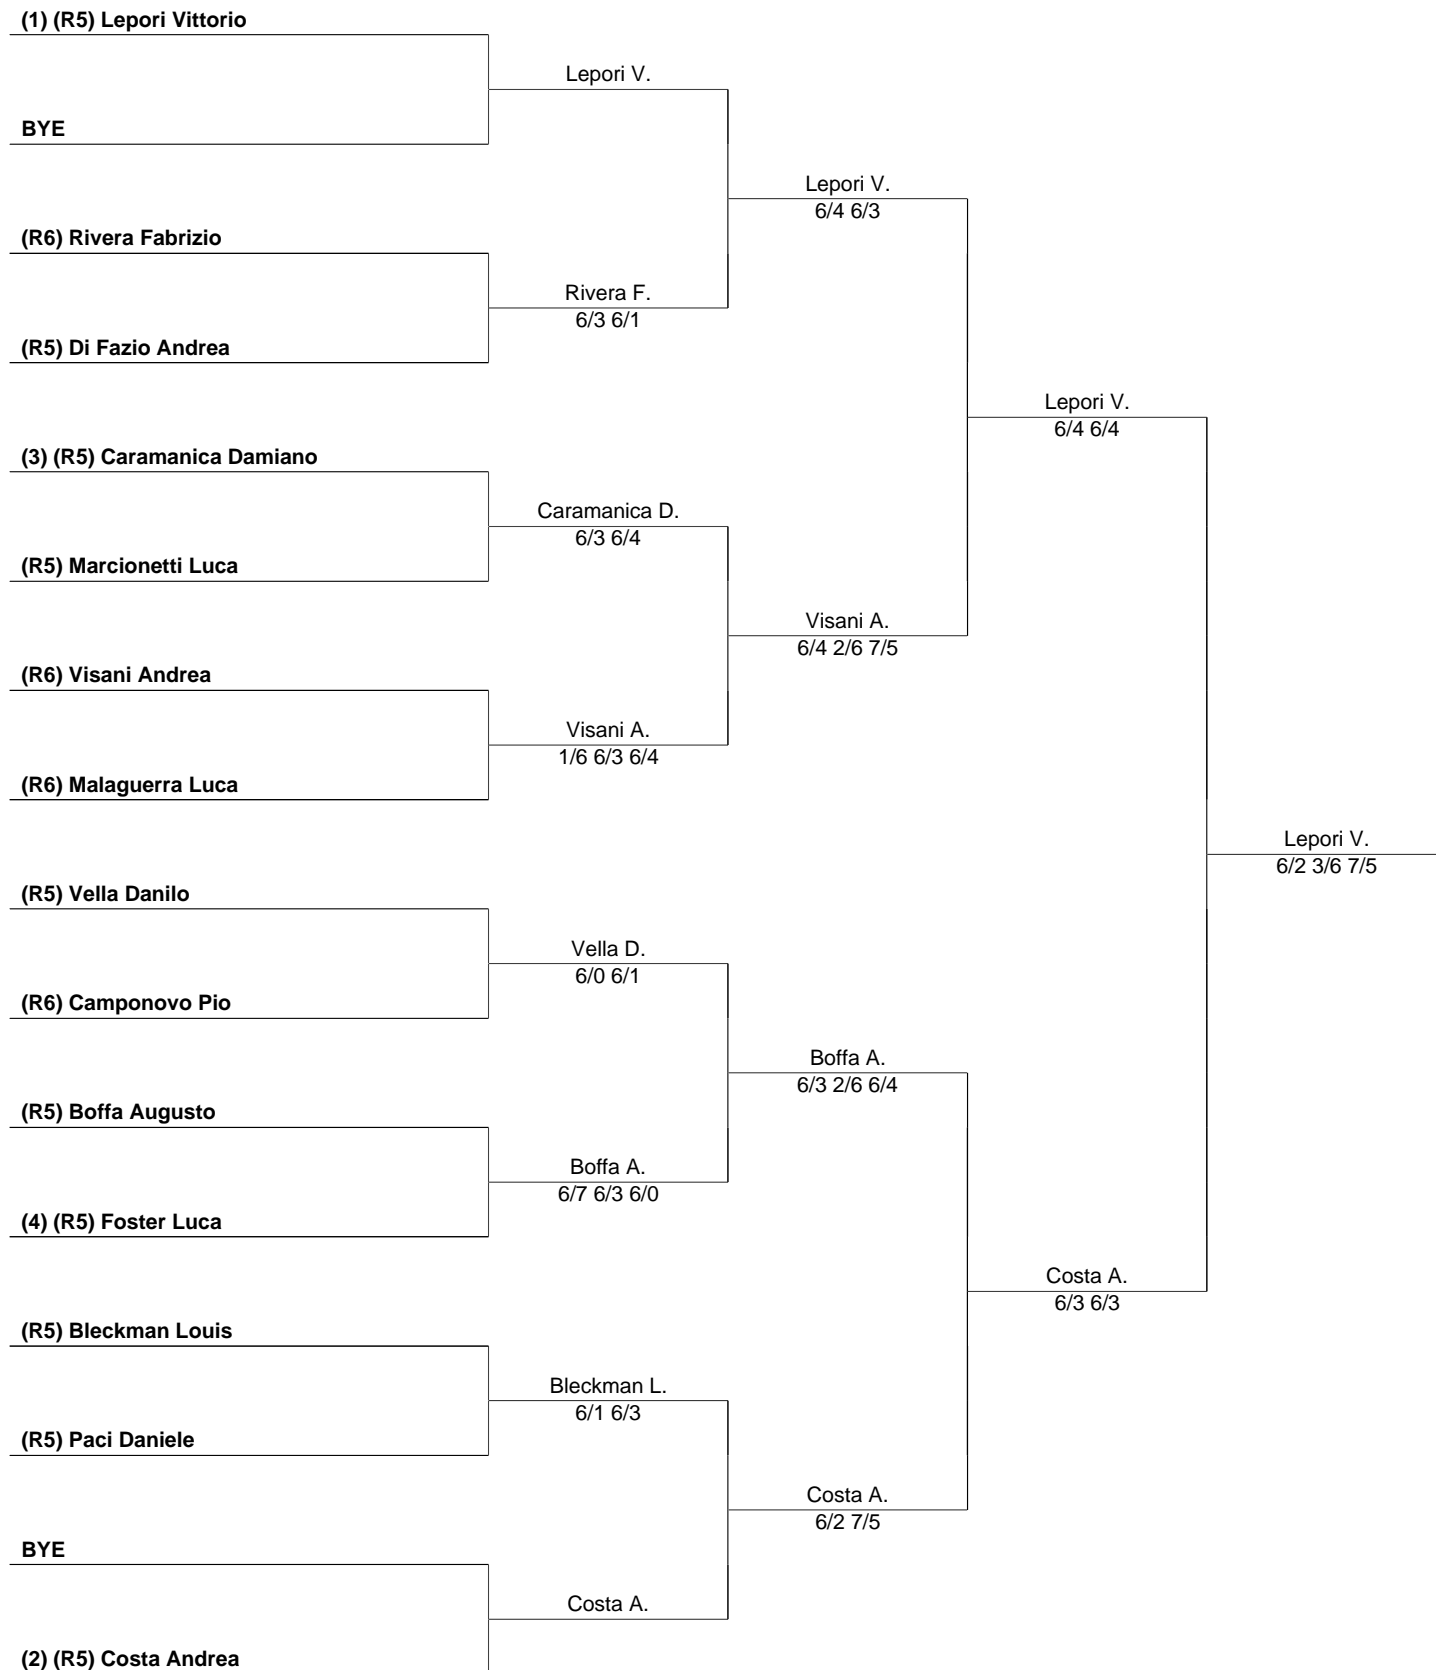 (1) (R5) Lepori Vittorio
Lepori V.
BYE
Lepori V.
6/4 6/3
(R6) Rivera Fabrizio
Rivera F.
6/3 6/1
(R5) Di Fazio Andrea
Lepori V.
6/4 6/4
(3) (R5) Caramanica Damiano
Caramanica D.
6/3 6/4
(R5) Marcionetti Luca
Visani A.
6/4 2/6 7/5
(R6) Visani Andrea
Visani A.
1/6 6/3 6/4
(R6) Malaguerra Luca
Lepori V.
6/2 3/6 7/5
(R5) Vella Danilo
Vella D.
6/0 6/1
(R6) Camponovo Pio
Boffa A.
6/3 2/6 6/4
(R5) Boffa Augusto
Boffa A.
6/7 6/3 6/0
(4) (R5) Foster Luca
Costa A.
6/3 6/3
(R5) Bleckman Louis
Bleckman L.
6/1 6/3
(R5) Paci Daniele
Costa A.
6/2 7/5
BYE
Costa A.
(2) (R5) Costa Andrea